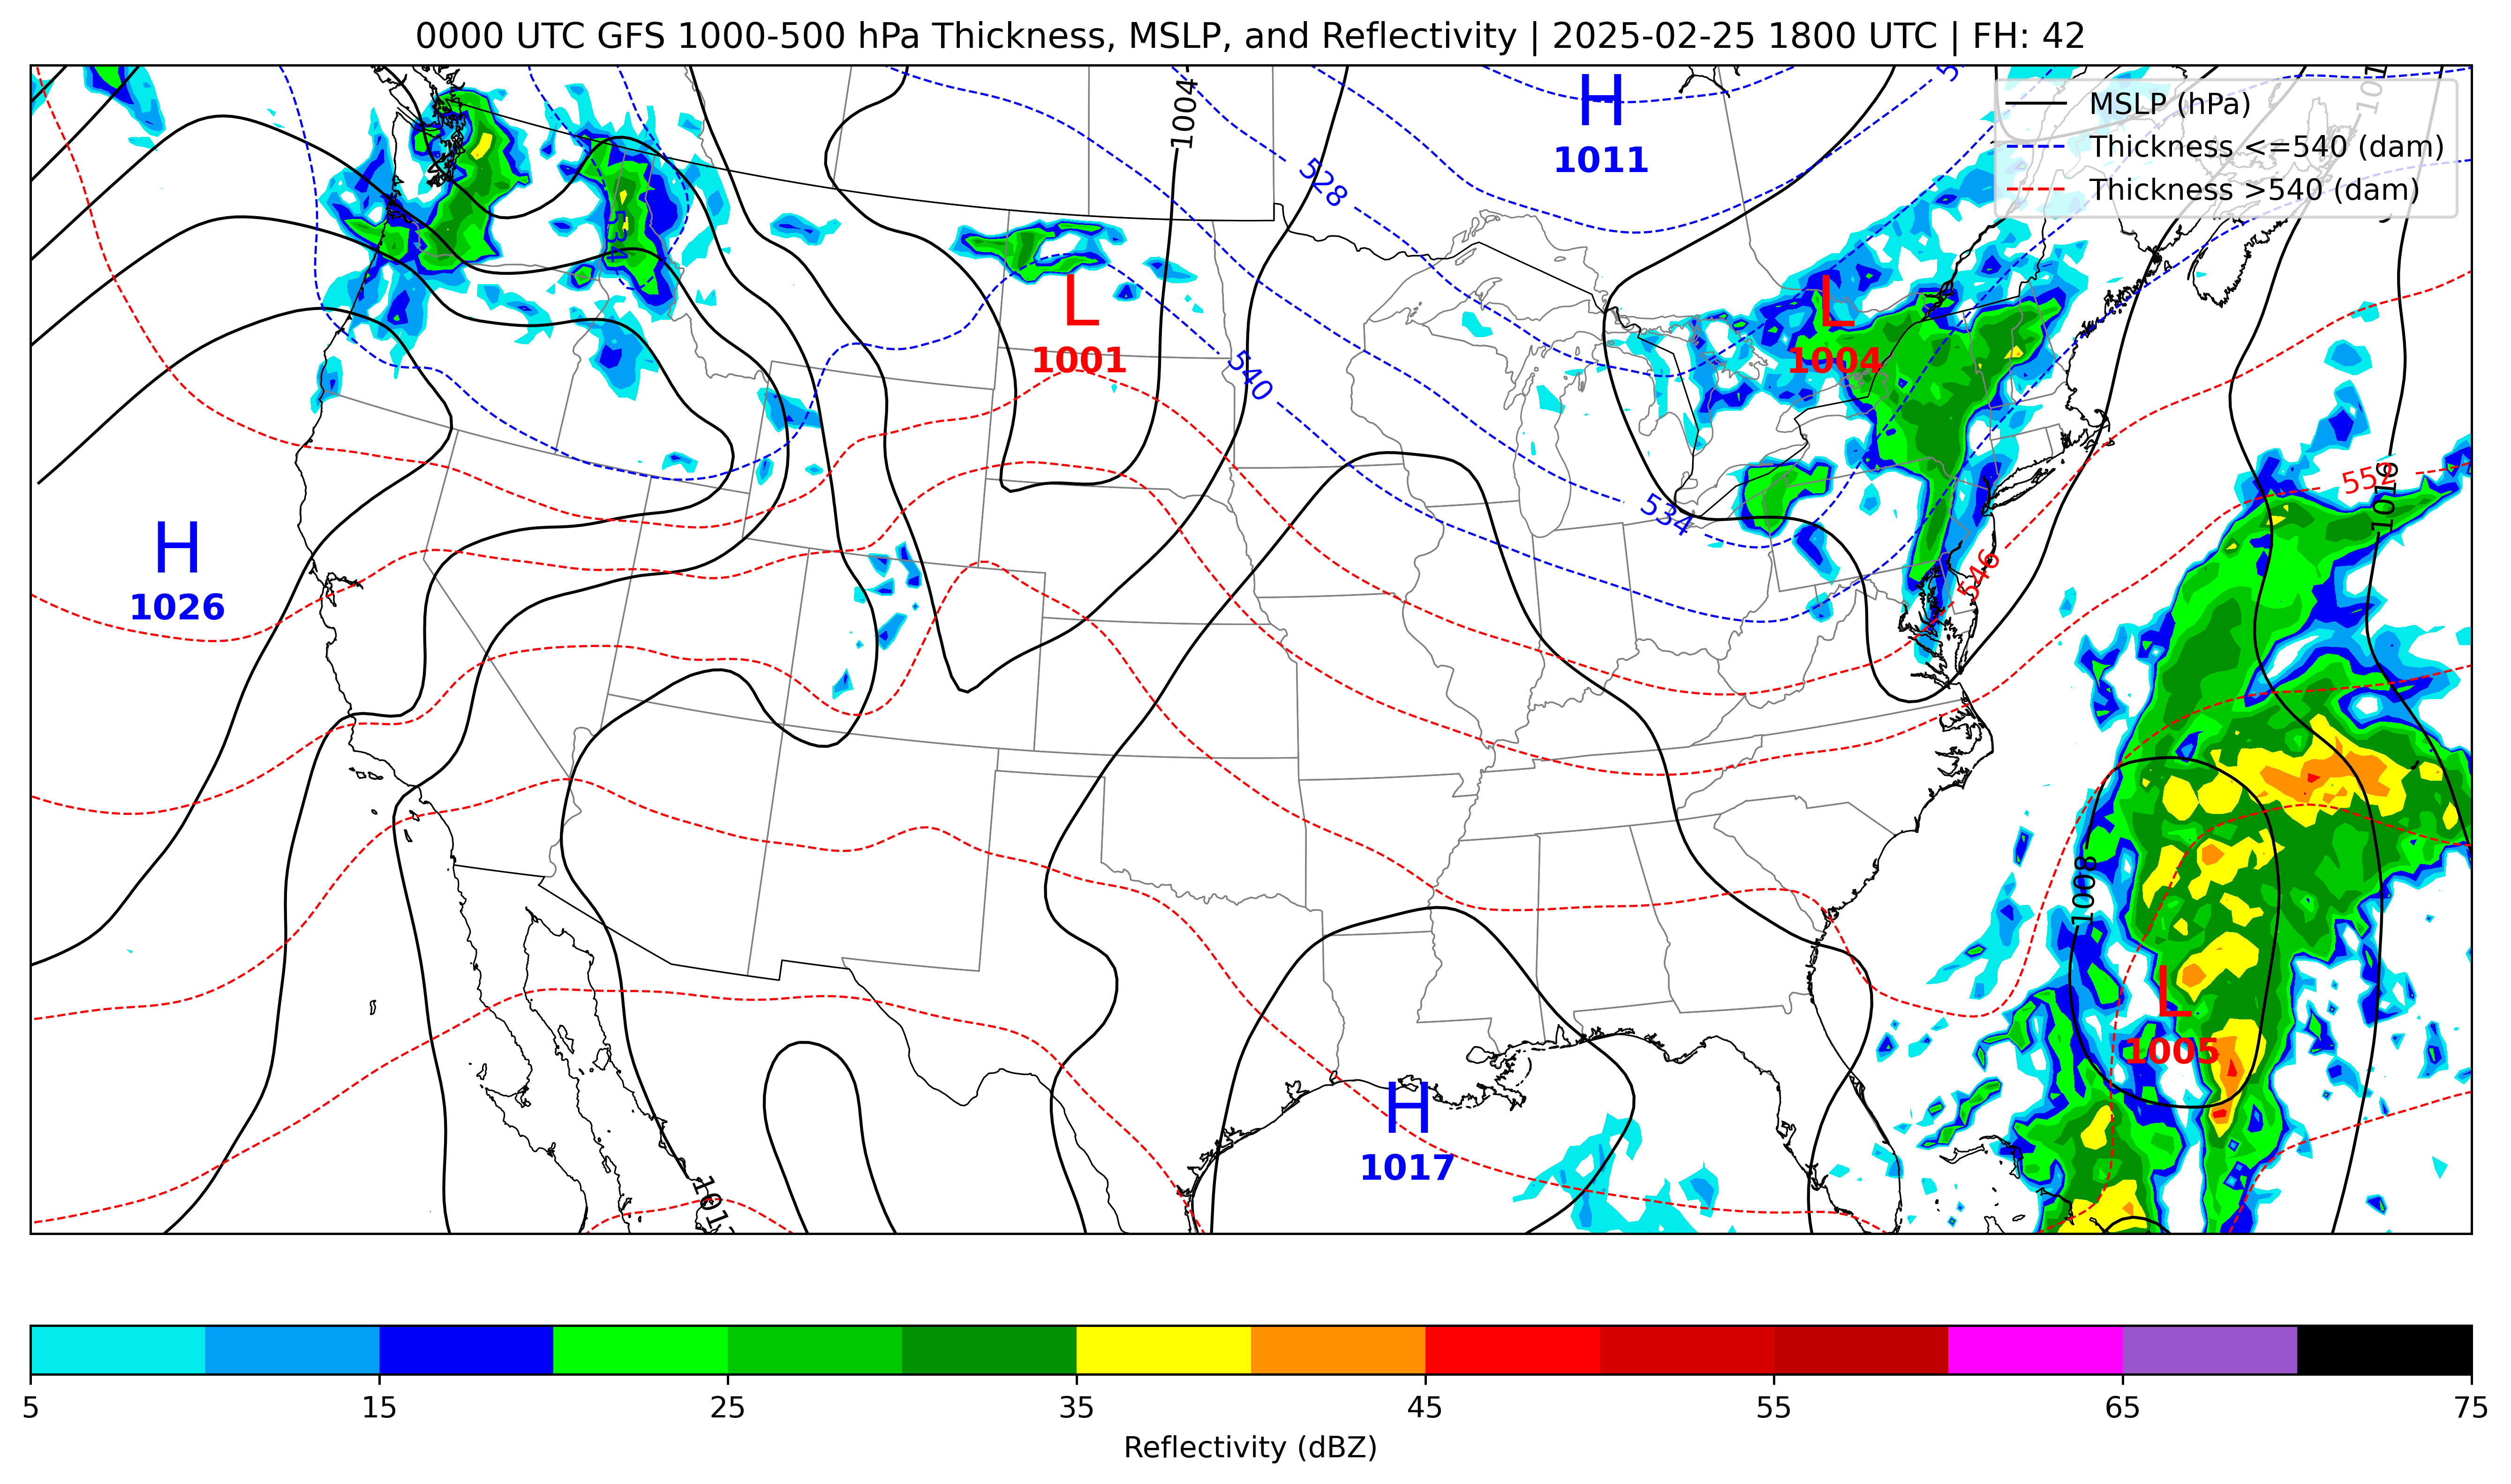 0000 UTC GFS 1000-500 hPa Thickness, MSLP, and Reflectivity | 2025-02-25 1800 UTC | FH: 42
MSLP (hPa)
Thickness <=540 (dam)
Thickness >540 (dam)
H
1011
1004
528
534
L
1001
L
1004
540
552
1016
534
H
1026
546
1008
L
1005
H
1017
5
15
25
35
45
55
65
75
Reflectivity (dBZ)